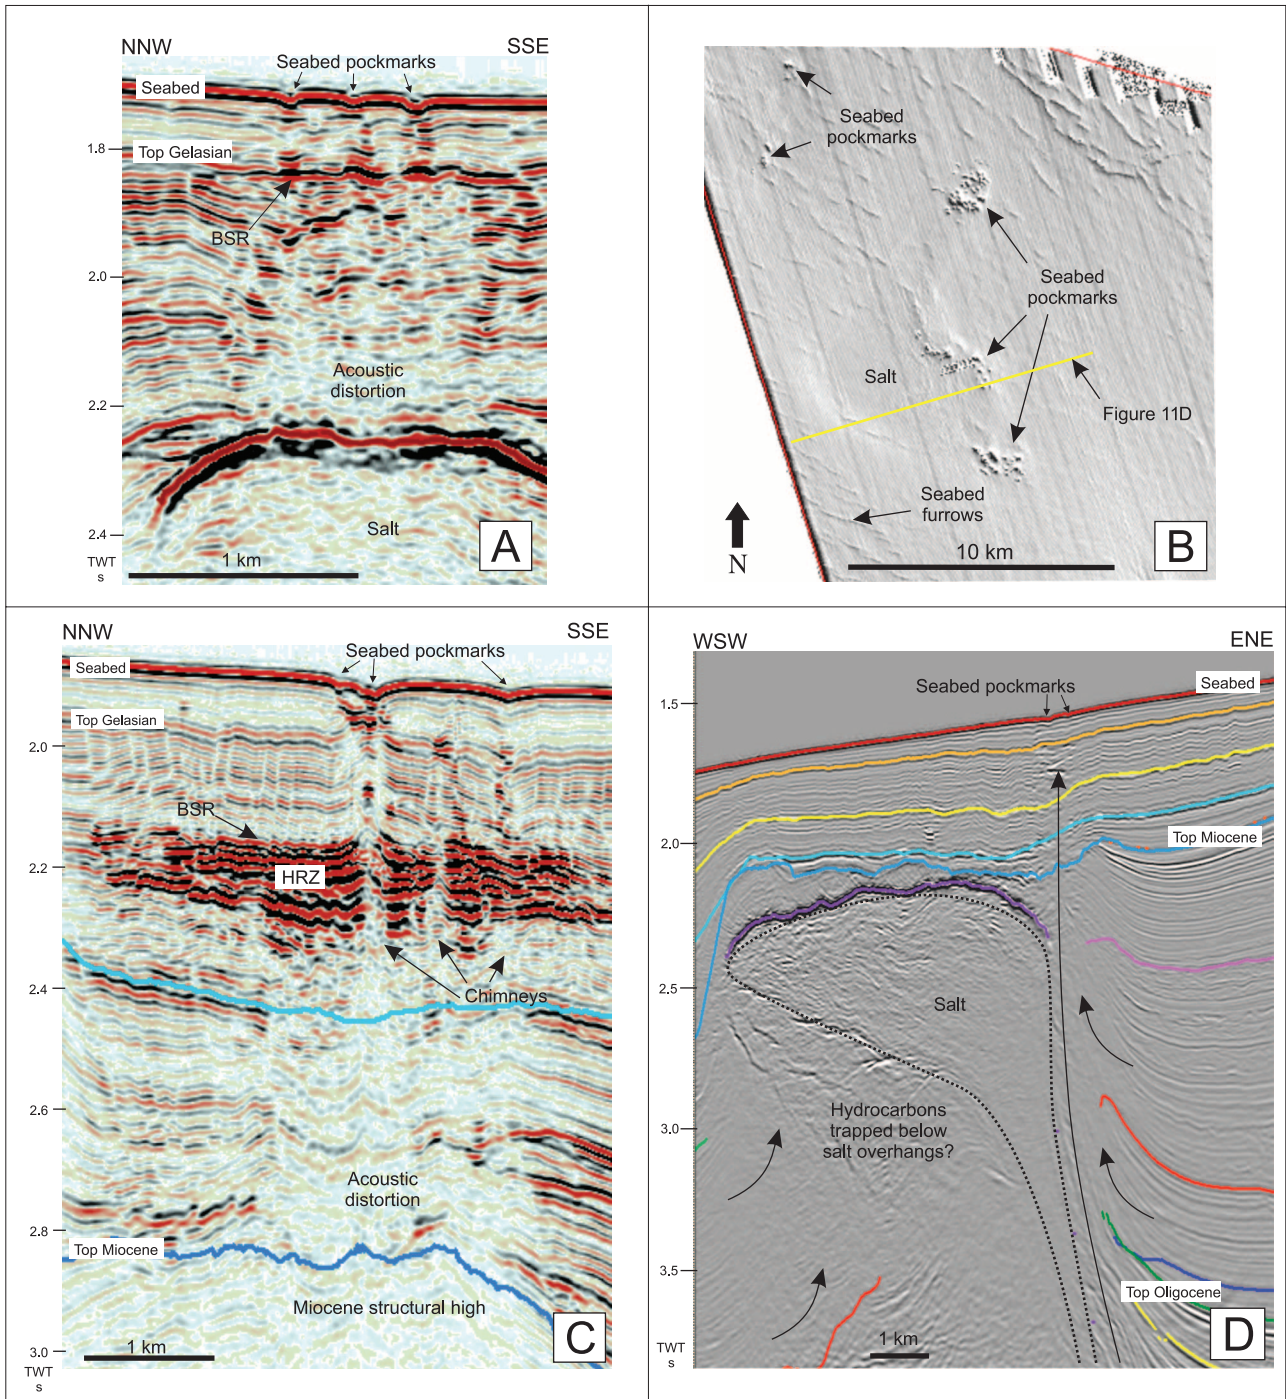 NNW
SSE
Seabed pockmarks
Seabed
1.8
Top Gelasian
BSR
2.0
Acoustic
distortion
2.2
Salt
2.4
TWT
s
1 km
A
Seabed
pockmarks
Seabed
pockmarks
Salt
Figure 11D
Seabed
furrows
N
10 km
B
NNW
SSE
Seabed pockmarks
Seabed
Top Gelasian
2.0
BSR
2.2
HRZ
2.4
Chimneys
2.6
Acoustic
distortion
2.8
Top Miocene
Miocene structural high
3.0
TWT
s
1 km
C
WSW
ENE
Seabed pockmarks
Seabed
1.5
Top Miocene
2.0
2.5
Salt
Hydrocarbons
trapped below
salt overhangs?
3.0
3.5
Top Oligocene
TWT
s
1 km
D